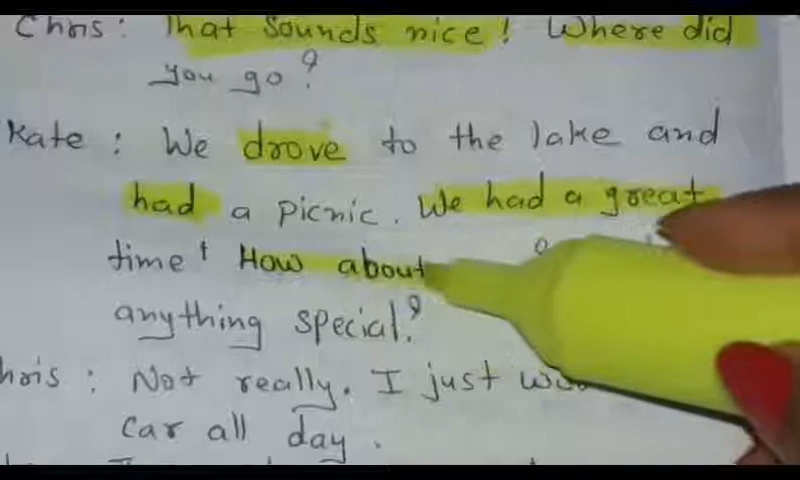 Chris: That sounds nice! Where did
you go?
Kate: We drove to the lake and
had a picnic. We had a great
time! How about
anything special?
Chris: Not really. I just
car all day.